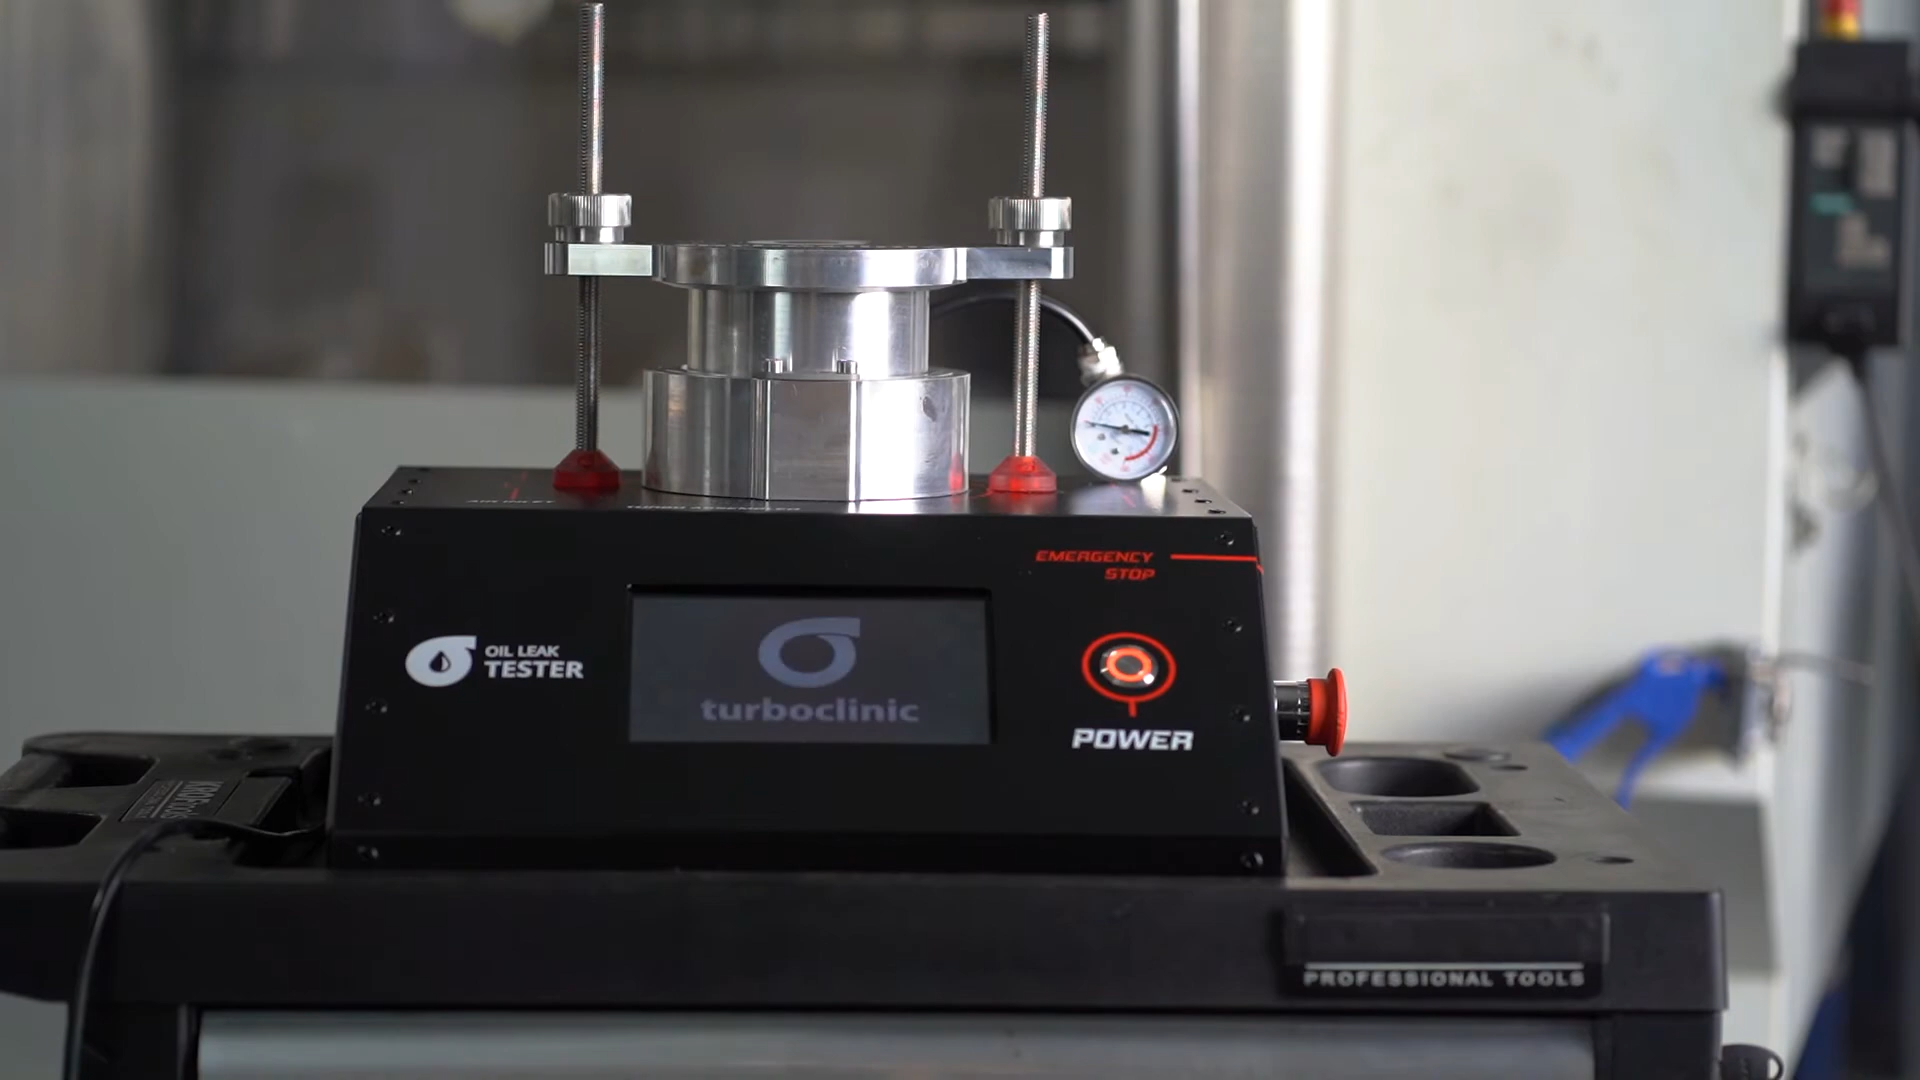 EMERGENCY
STOP
OIL LEAK
TESTER
turboclinic
POWER
PROFESSIONAL TOOLS